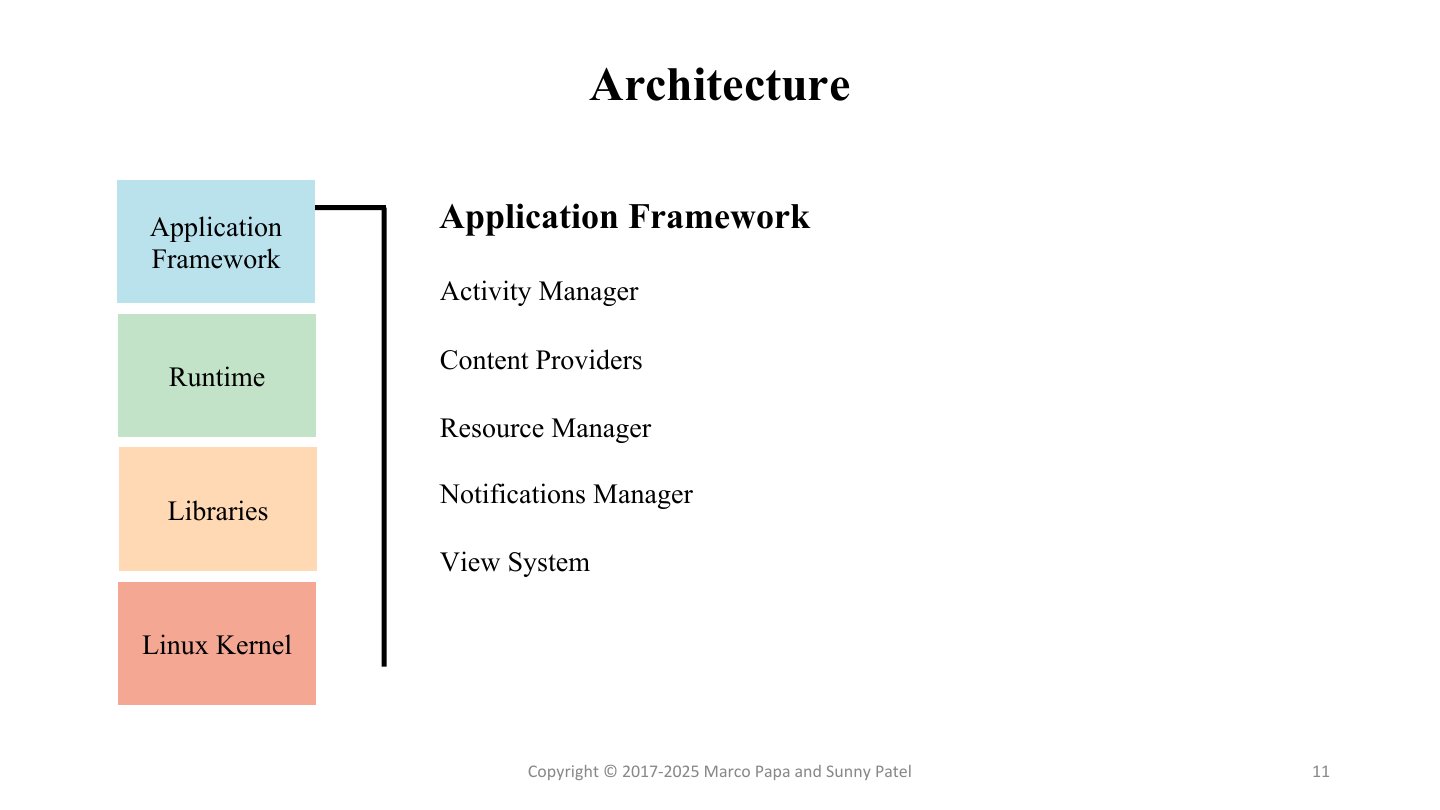 Architecture
Application
Framework
Runtime
Libraries
Linux Kernel
Application Framework
Activity Manager
Content Providers
Resource Manager
Notifications Manager
View System
Copyright © 2017-2025 Marco Papa and Sunny Patel
11